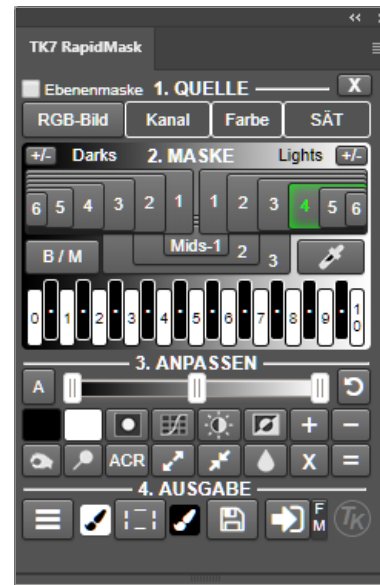 TK7 RapidMask
Ebenenmaske 1. QUELLE X
RGB-Bild Kanal Farbe SÄT
+/- Darks 2. MASKE Lights +/-
6 5 4 3 2 1 1 2 3 4 5 6
B / M Mids-1 2 3
0 1 2 3 4 5 6 7 8 9 10
3. ANPASSEN
A
+ −
ACR X =
4. AUSGABE
F M TK